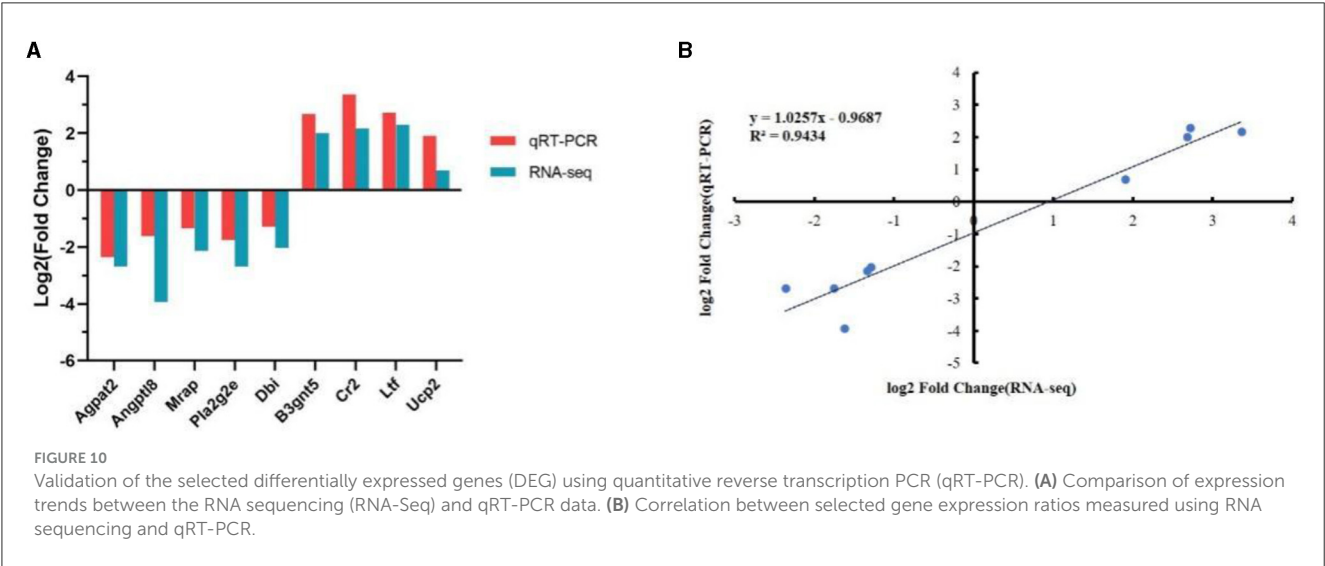 A
4
2
0
-2
-4
-6
Log2(Fold Change)
Agpat2
Angptl8
Mrap
Pla2g2e
Dbi
B3gnt5
Cr2
Ltf
Ucp2
qRT-PCR
RNA-seq
B
y = 1.0257x - 0.9687
R² = 0.9434
log2 Fold Change(qRT-PCR)
4
3
2
1
0
-1
-2
-3
-4
-5
-3 -2 -1 0 1 2 3 4
log2 Fold Change(RNA-seq)
FIGURE 10
Validation of the selected differentially expressed genes (DEG) using quantitative reverse transcription PCR (qRT-PCR). (A) Comparison of expression
trends between the RNA sequencing (RNA-Seq) and qRT-PCR data. (B) Correlation between selected gene expression ratios measured using RNA
sequencing and qRT-PCR.